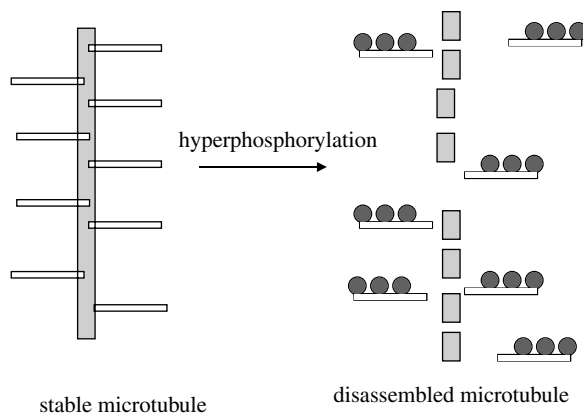 hyperphosphorylation
stable microtubule
disassembled microtubule